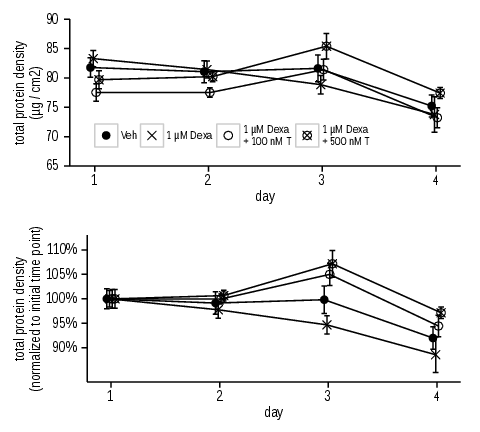 total protein density
(µg / cm2)
90
85
80
75
70
65
Veh
1 µM Dexa
1 µM Dexa
+ 100 nM T
1 µM Dexa
+ 500 nM T
1
2
3
4
day
total protein density
(normalized to initial time point)
110%
105%
100%
95%
90%
1
2
3
4
day